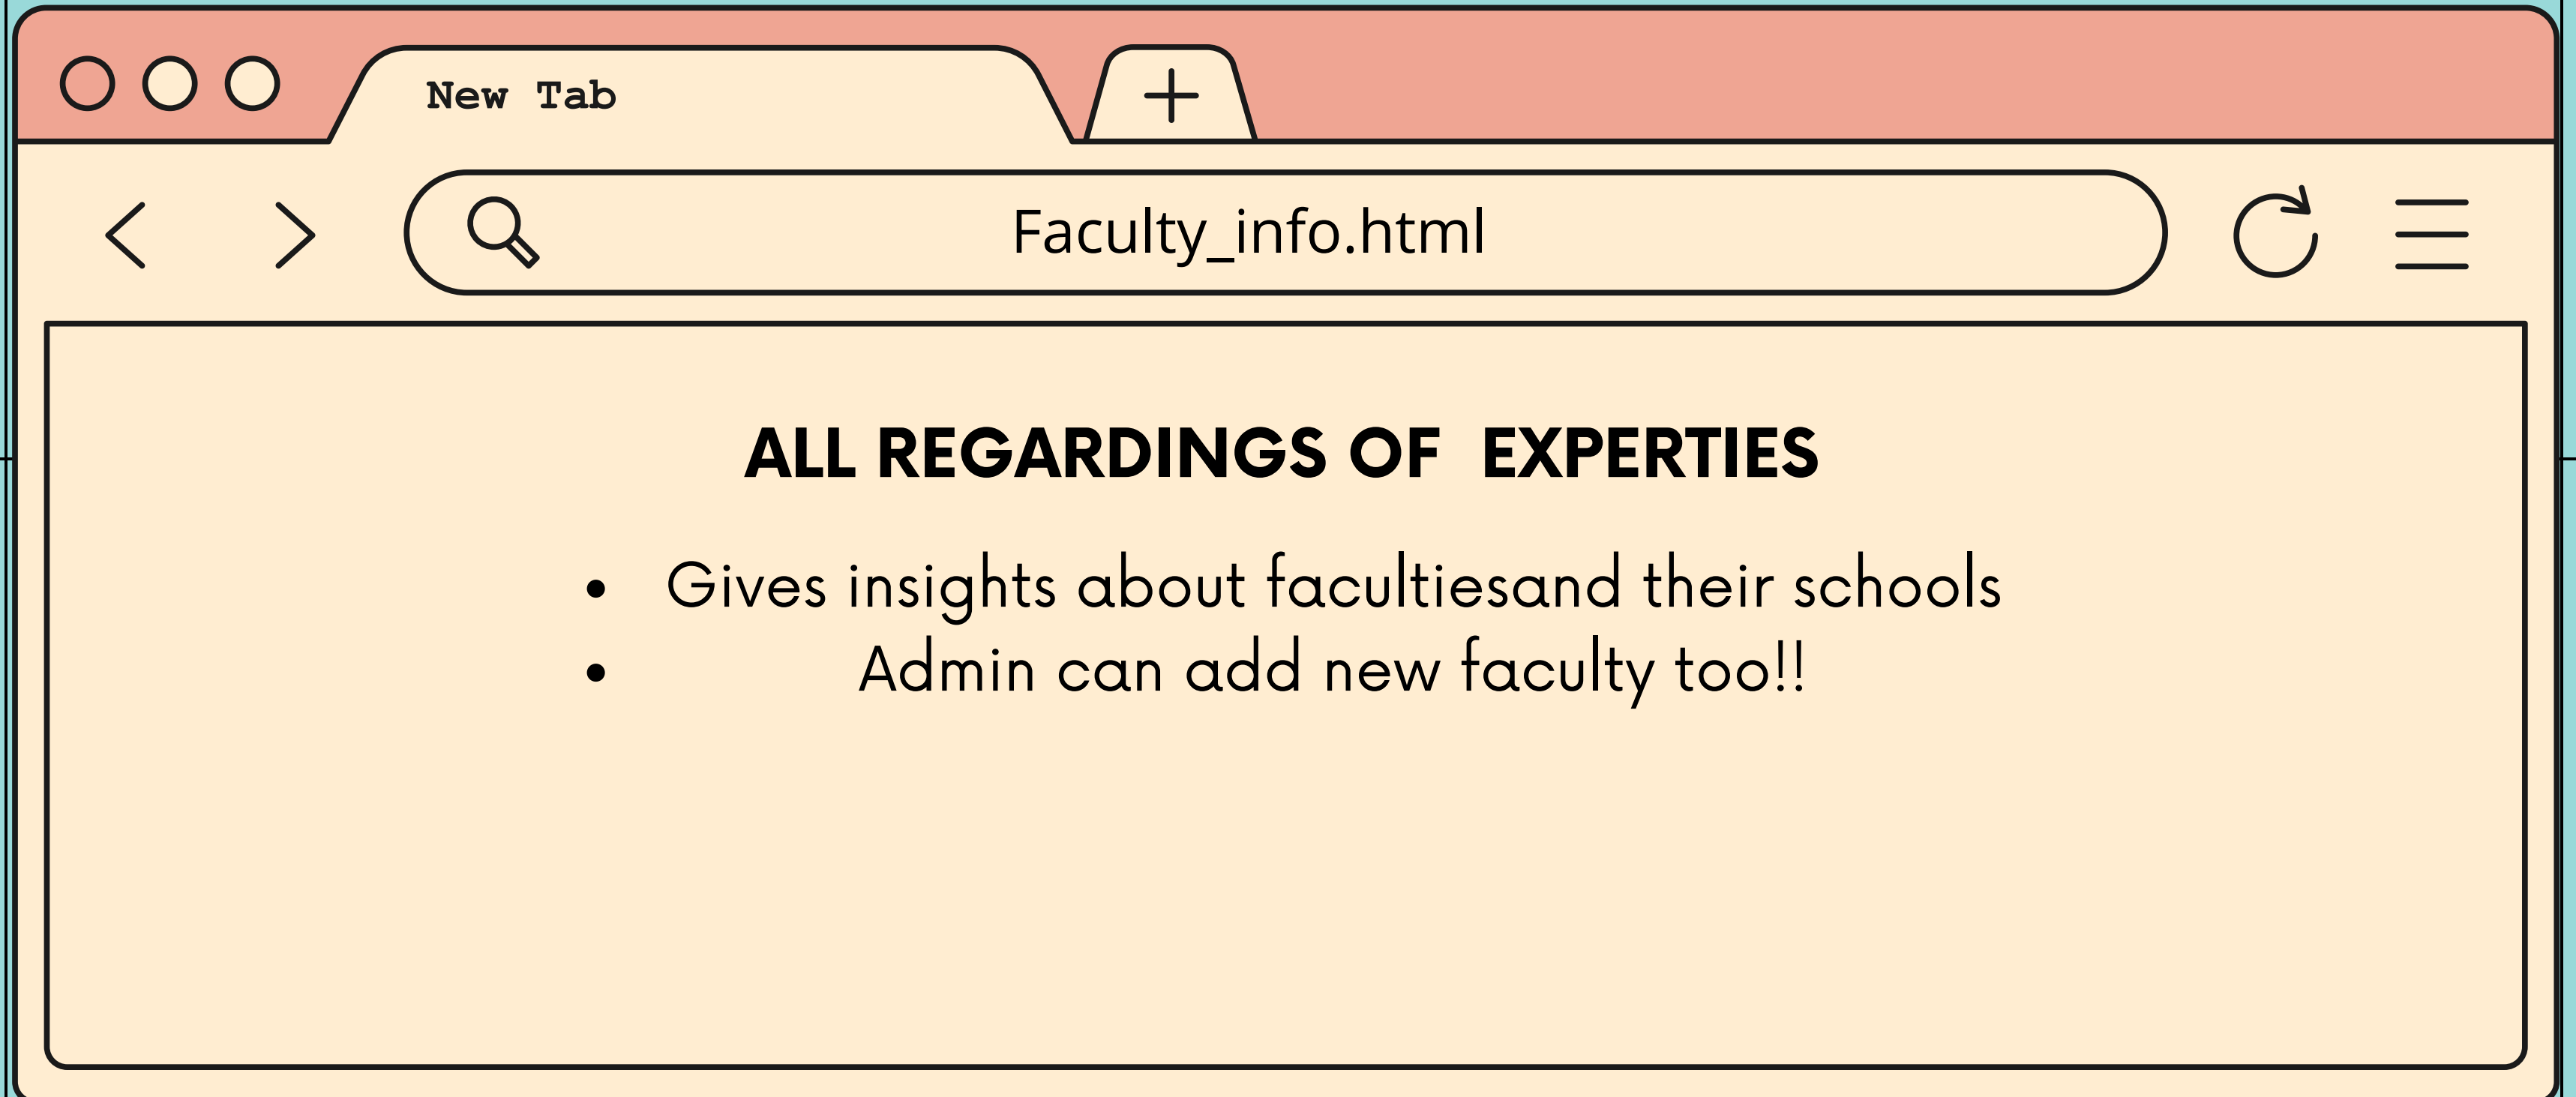 New Tab
Faculty_info.html
ALL REGARDINGS OF  EXPERTIES
• Gives insights about facultiesand their schools
• Admin can add new faculty too!!